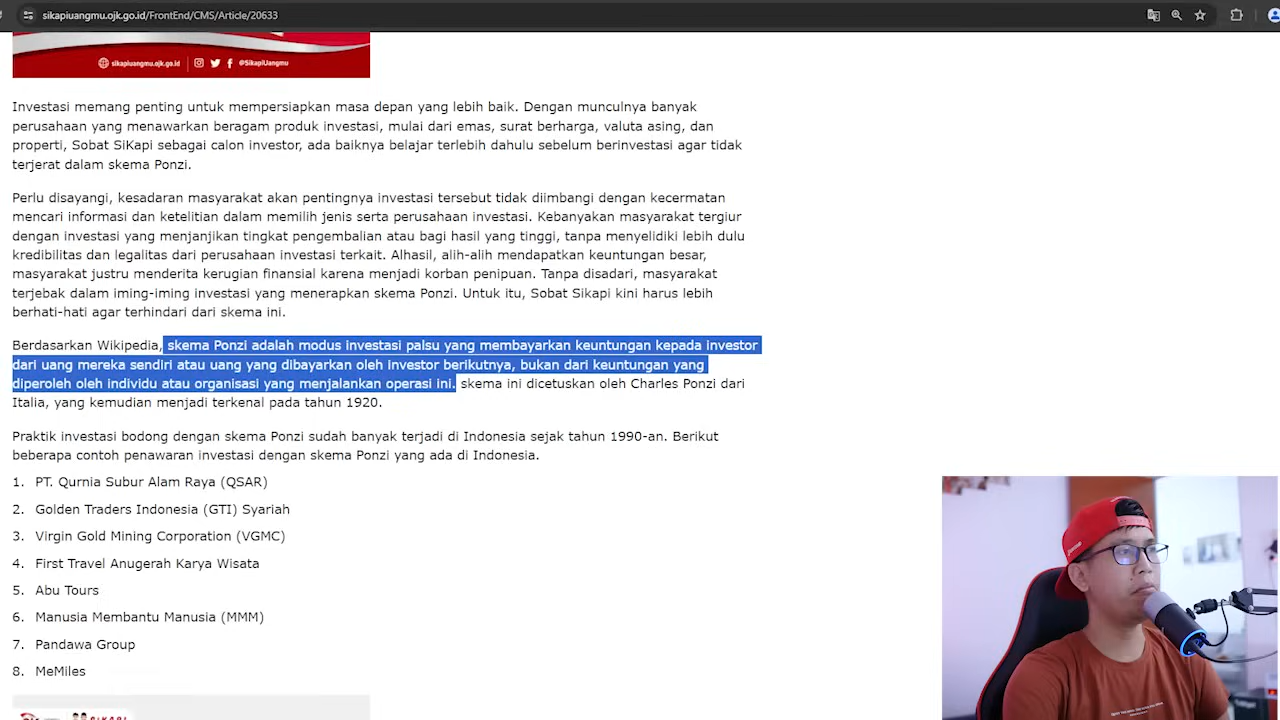 sikapiuangmu.ojk.go.id/FrontEnd/CMS/Article/20633
sikapiuangmu.ojk.go.id @SikapiUangmu
Investasi memang penting untuk mempersiapkan masa depan yang lebih baik. Dengan munculnya banyak
perusahaan yang menawarkan beragam produk investasi, mulai dari emas, surat berharga, valuta asing, dan
properti, Sobat SiKapi sebagai calon investor, ada baiknya belajar terlebih dahulu sebelum berinvestasi agar tidak
terjerat dalam skema Ponzi.
Perlu disayangi, kesadaran masyarakat akan pentingnya investasi tersebut tidak diimbangi dengan kecermatan
mencari informasi dan ketelitian dalam memilih jenis serta perusahaan investasi. Kebanyakan masyarakat tergiur
dengan investasi yang menjanjikan tingkat pengembalian atau bagi hasil yang tinggi, tanpa menyelidiki lebih dulu
kredibilitas dan legalitas dari perusahaan investasi terkait. Alhasil, alih-alih mendapatkan keuntungan besar,
masyarakat justru menderita kerugian finansial karena menjadi korban penipuan. Tanpa disadari, masyarakat
terjebak dalam iming-iming investasi yang menerapkan skema Ponzi. Untuk itu, Sobat Sikapi kini harus lebih
berhati-hati agar terhindari dari skema ini.
Berdasarkan Wikipedia, skema Ponzi adalah modus investasi palsu yang membayarkan keuntungan kepada investor
dari uang mereka sendiri atau uang yang dibayarkan oleh investor berikutnya, bukan dari keuntungan yang
diperoleh oleh individu atau organisasi yang menjalankan operasi ini. skema ini dicetuskan oleh Charles Ponzi dari
Italia, yang kemudian menjadi terkenal pada tahun 1920.
Praktik investasi bodong dengan skema Ponzi sudah banyak terjadi di Indonesia sejak tahun 1990-an. Berikut
beberapa contoh penawaran investasi dengan skema Ponzi yang ada di Indonesia.
1. PT. Qurnia Subur Alam Raya (QSAR)
2. Golden Traders Indonesia (GTI) Syariah
3. Virgin Gold Mining Corporation (VGMC)
4. First Travel Anugerah Karya Wisata
5. Abu Tours
6. Manusia Membantu Manusia (MMM)
7. Pandawa Group
8. MeMiles